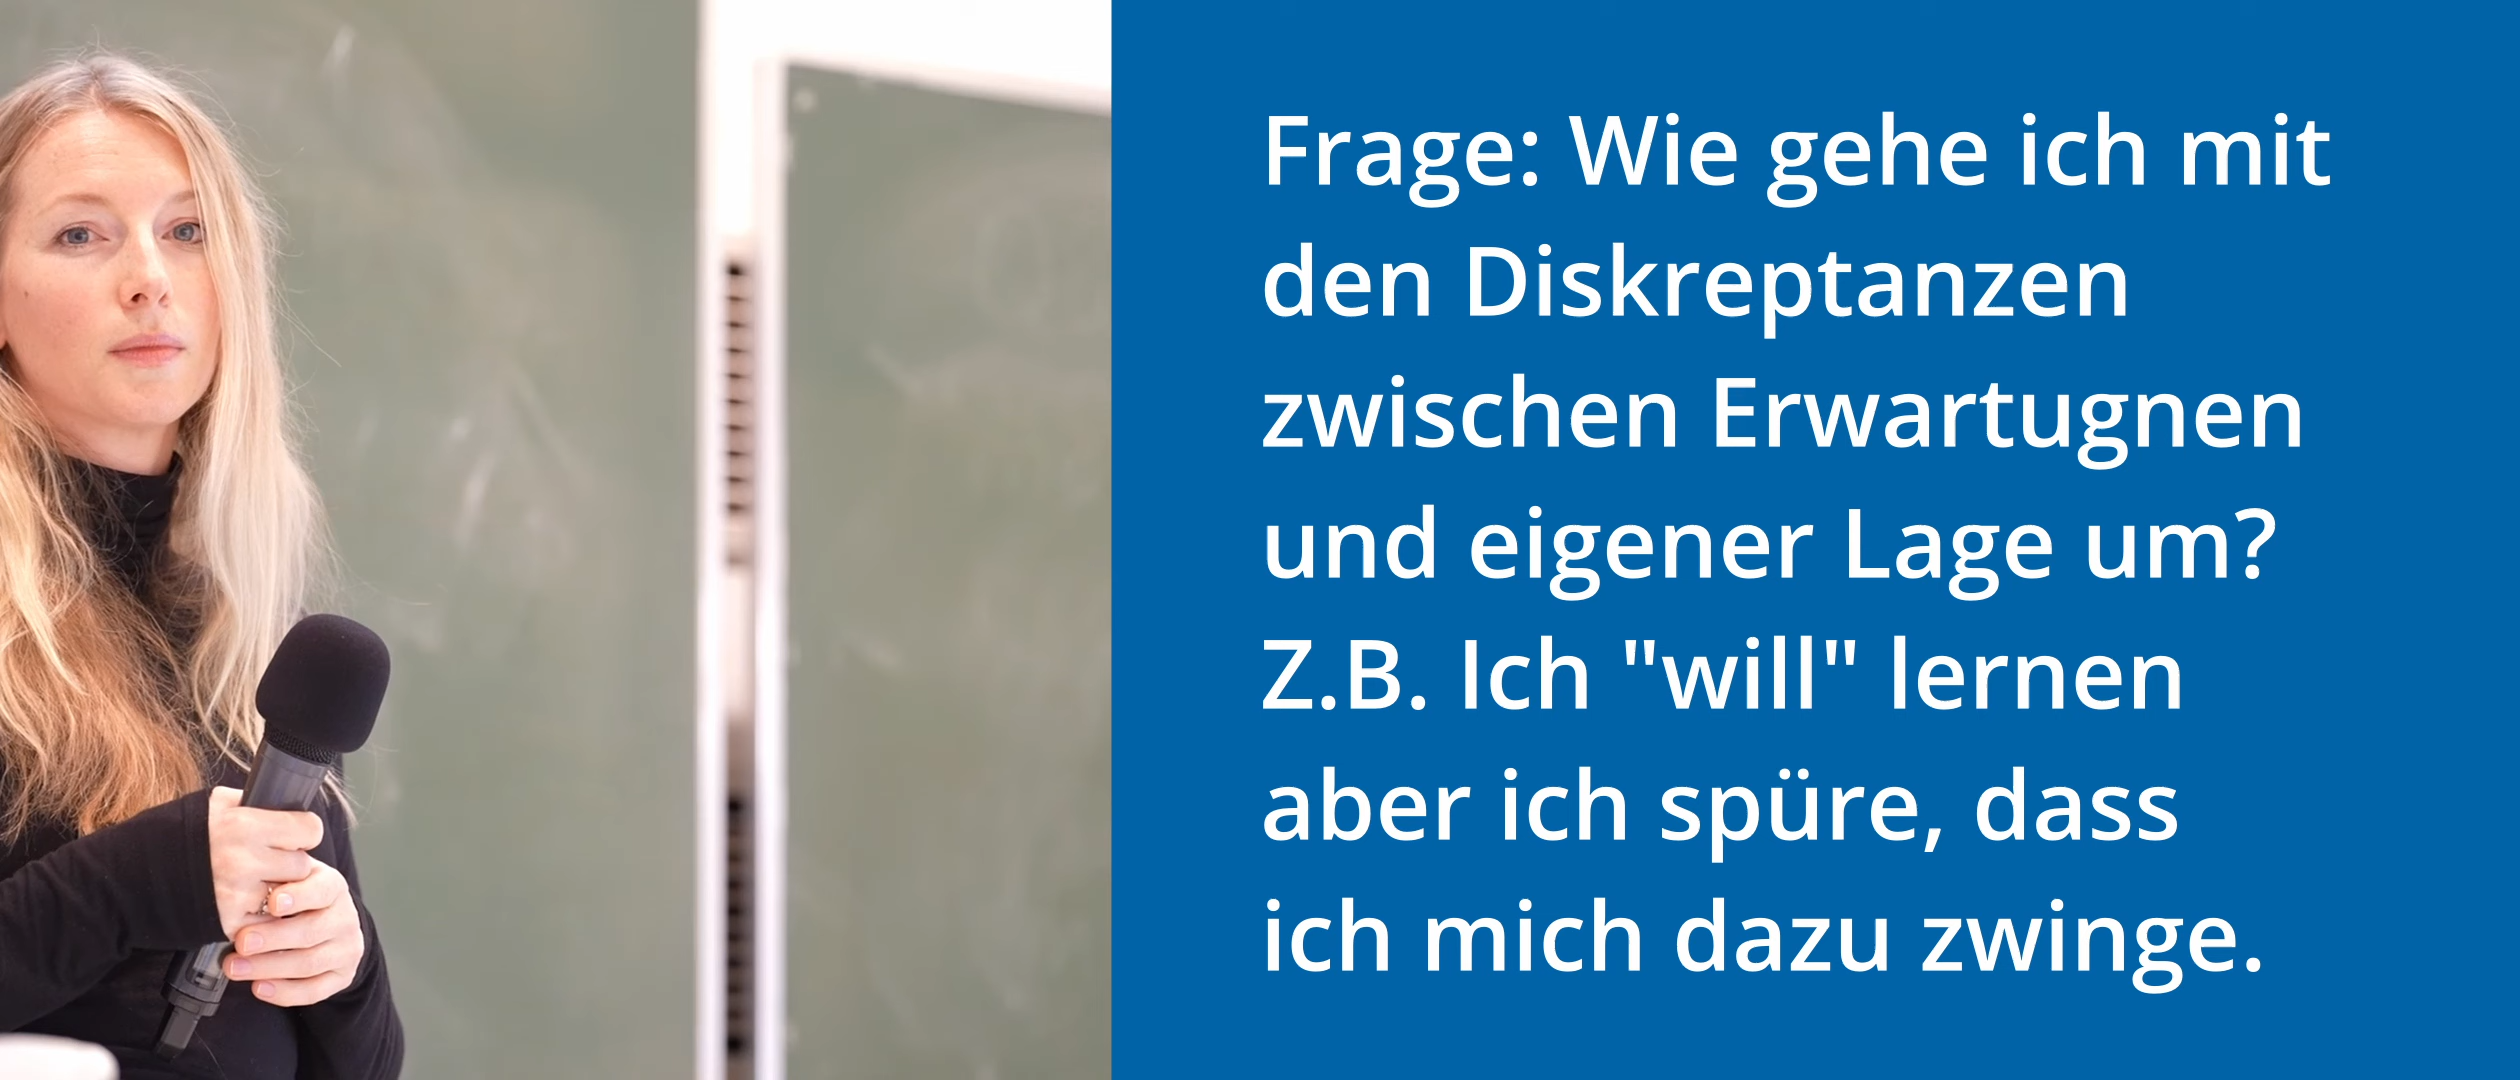 Frage: Wie gehe ich mit
den Diskreptanzen
zwischen Erwartugnen
und eigener Lage um?
Z.B. Ich "will" lernen
aber ich spüre, dass
ich mich dazu zwinge.